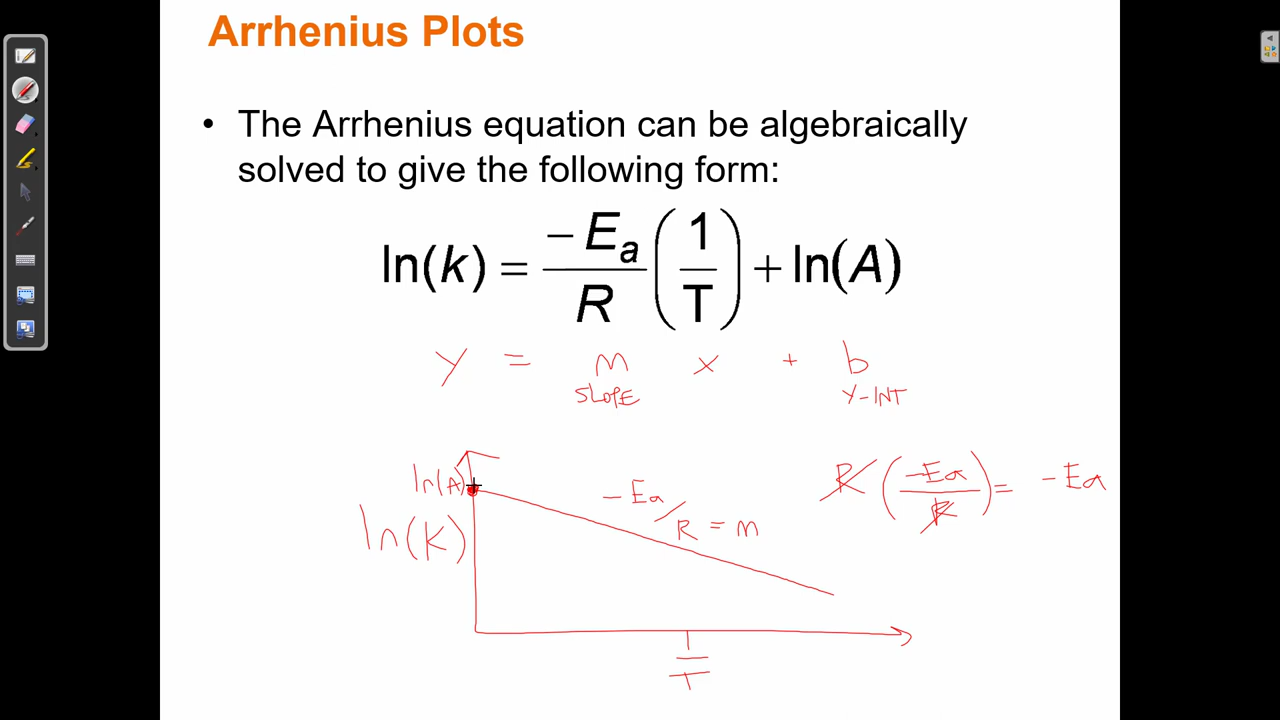 Arrhenius Plots
• The Arrhenius equation can be algebraically
solved to give the following form:
ln(k) = -Ea/R (1/T) + ln(A)
y = m x + b
SLOPE Y-INT
ln(A)
ln(K)
-Ea/R = m
R (-Ea/R) = -Ea
1/T